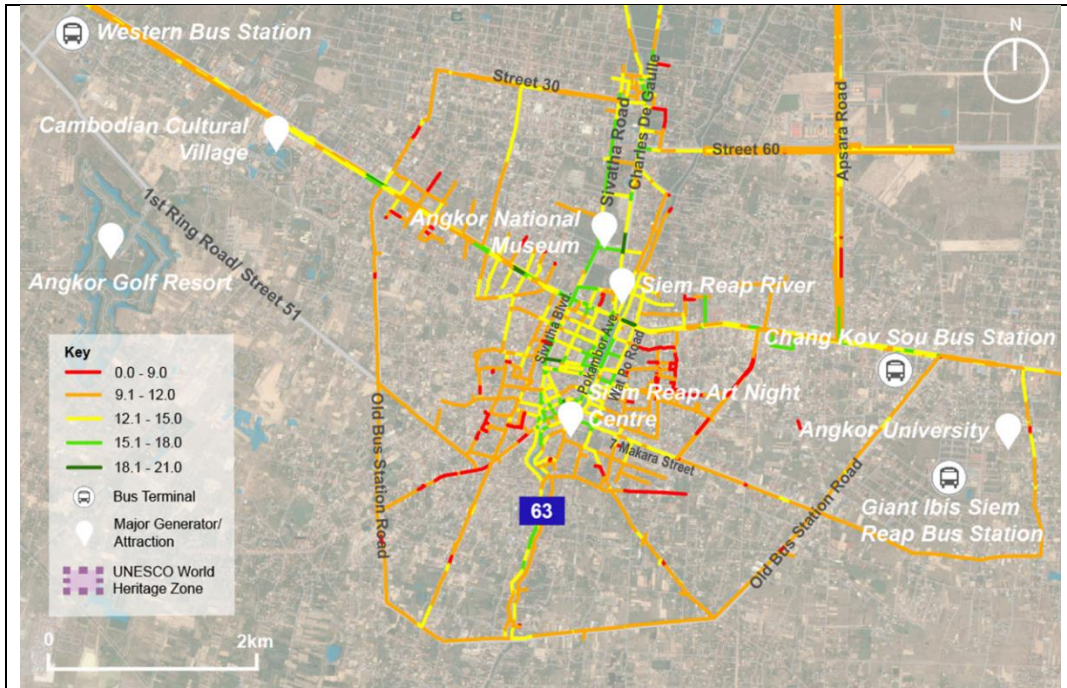 Western Bus Station
N
Street 30
Cambodian Cultural
Village
Sivatha Road
Charles De Gaulle
Street 60
Apsara Road
1st Ring Road/ Street 51
Angkor National
Museum
Angkor Golf Resort
Siem Reap River
Sivatha Blvd
Pokambor Ave
Wat Bo Road
Chang Kov Sou Bus Station
Siem Reap Art Night
Centre
Angkor University
7 Makara Street
Old Bus Station Road
Old Bus Station Road
Giant Ibis Siem
Reap Bus Station
63
Key
0.0 - 9.0
9.1 - 12.0
12.1 - 15.0
15.1 - 18.0
18.1 - 21.0
Bus Terminal
Major Generator/
Attraction
UNESCO World
Heritage Zone
0 2km